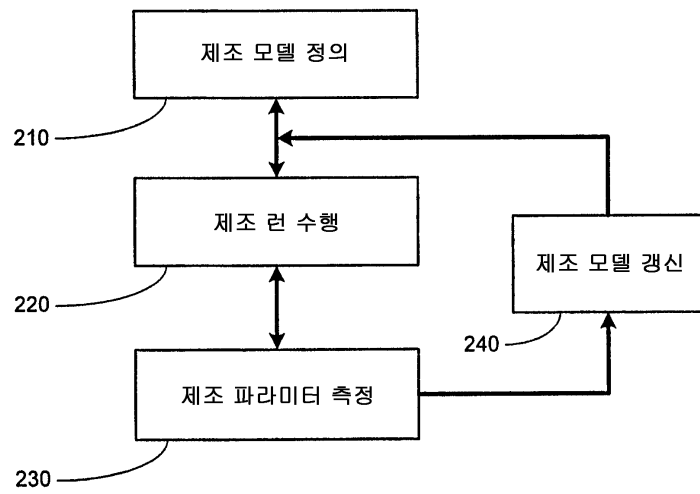 제조 모델 정의
210
제조 런 수행
220
제조 모델 갱신
240
제조 파라미터 측정
230